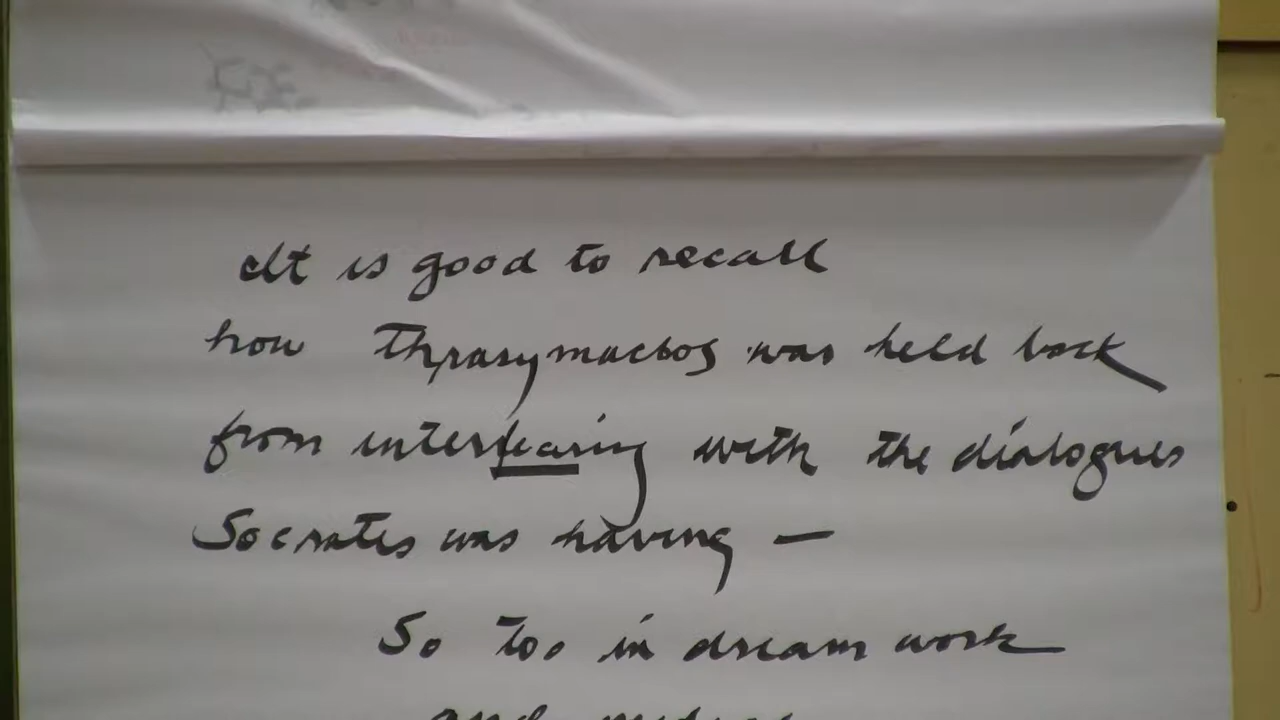 It is good to recall
how Thrasymachos was held back
from interfearing with the dialogues
Socrates was having —
So too in dream work
and